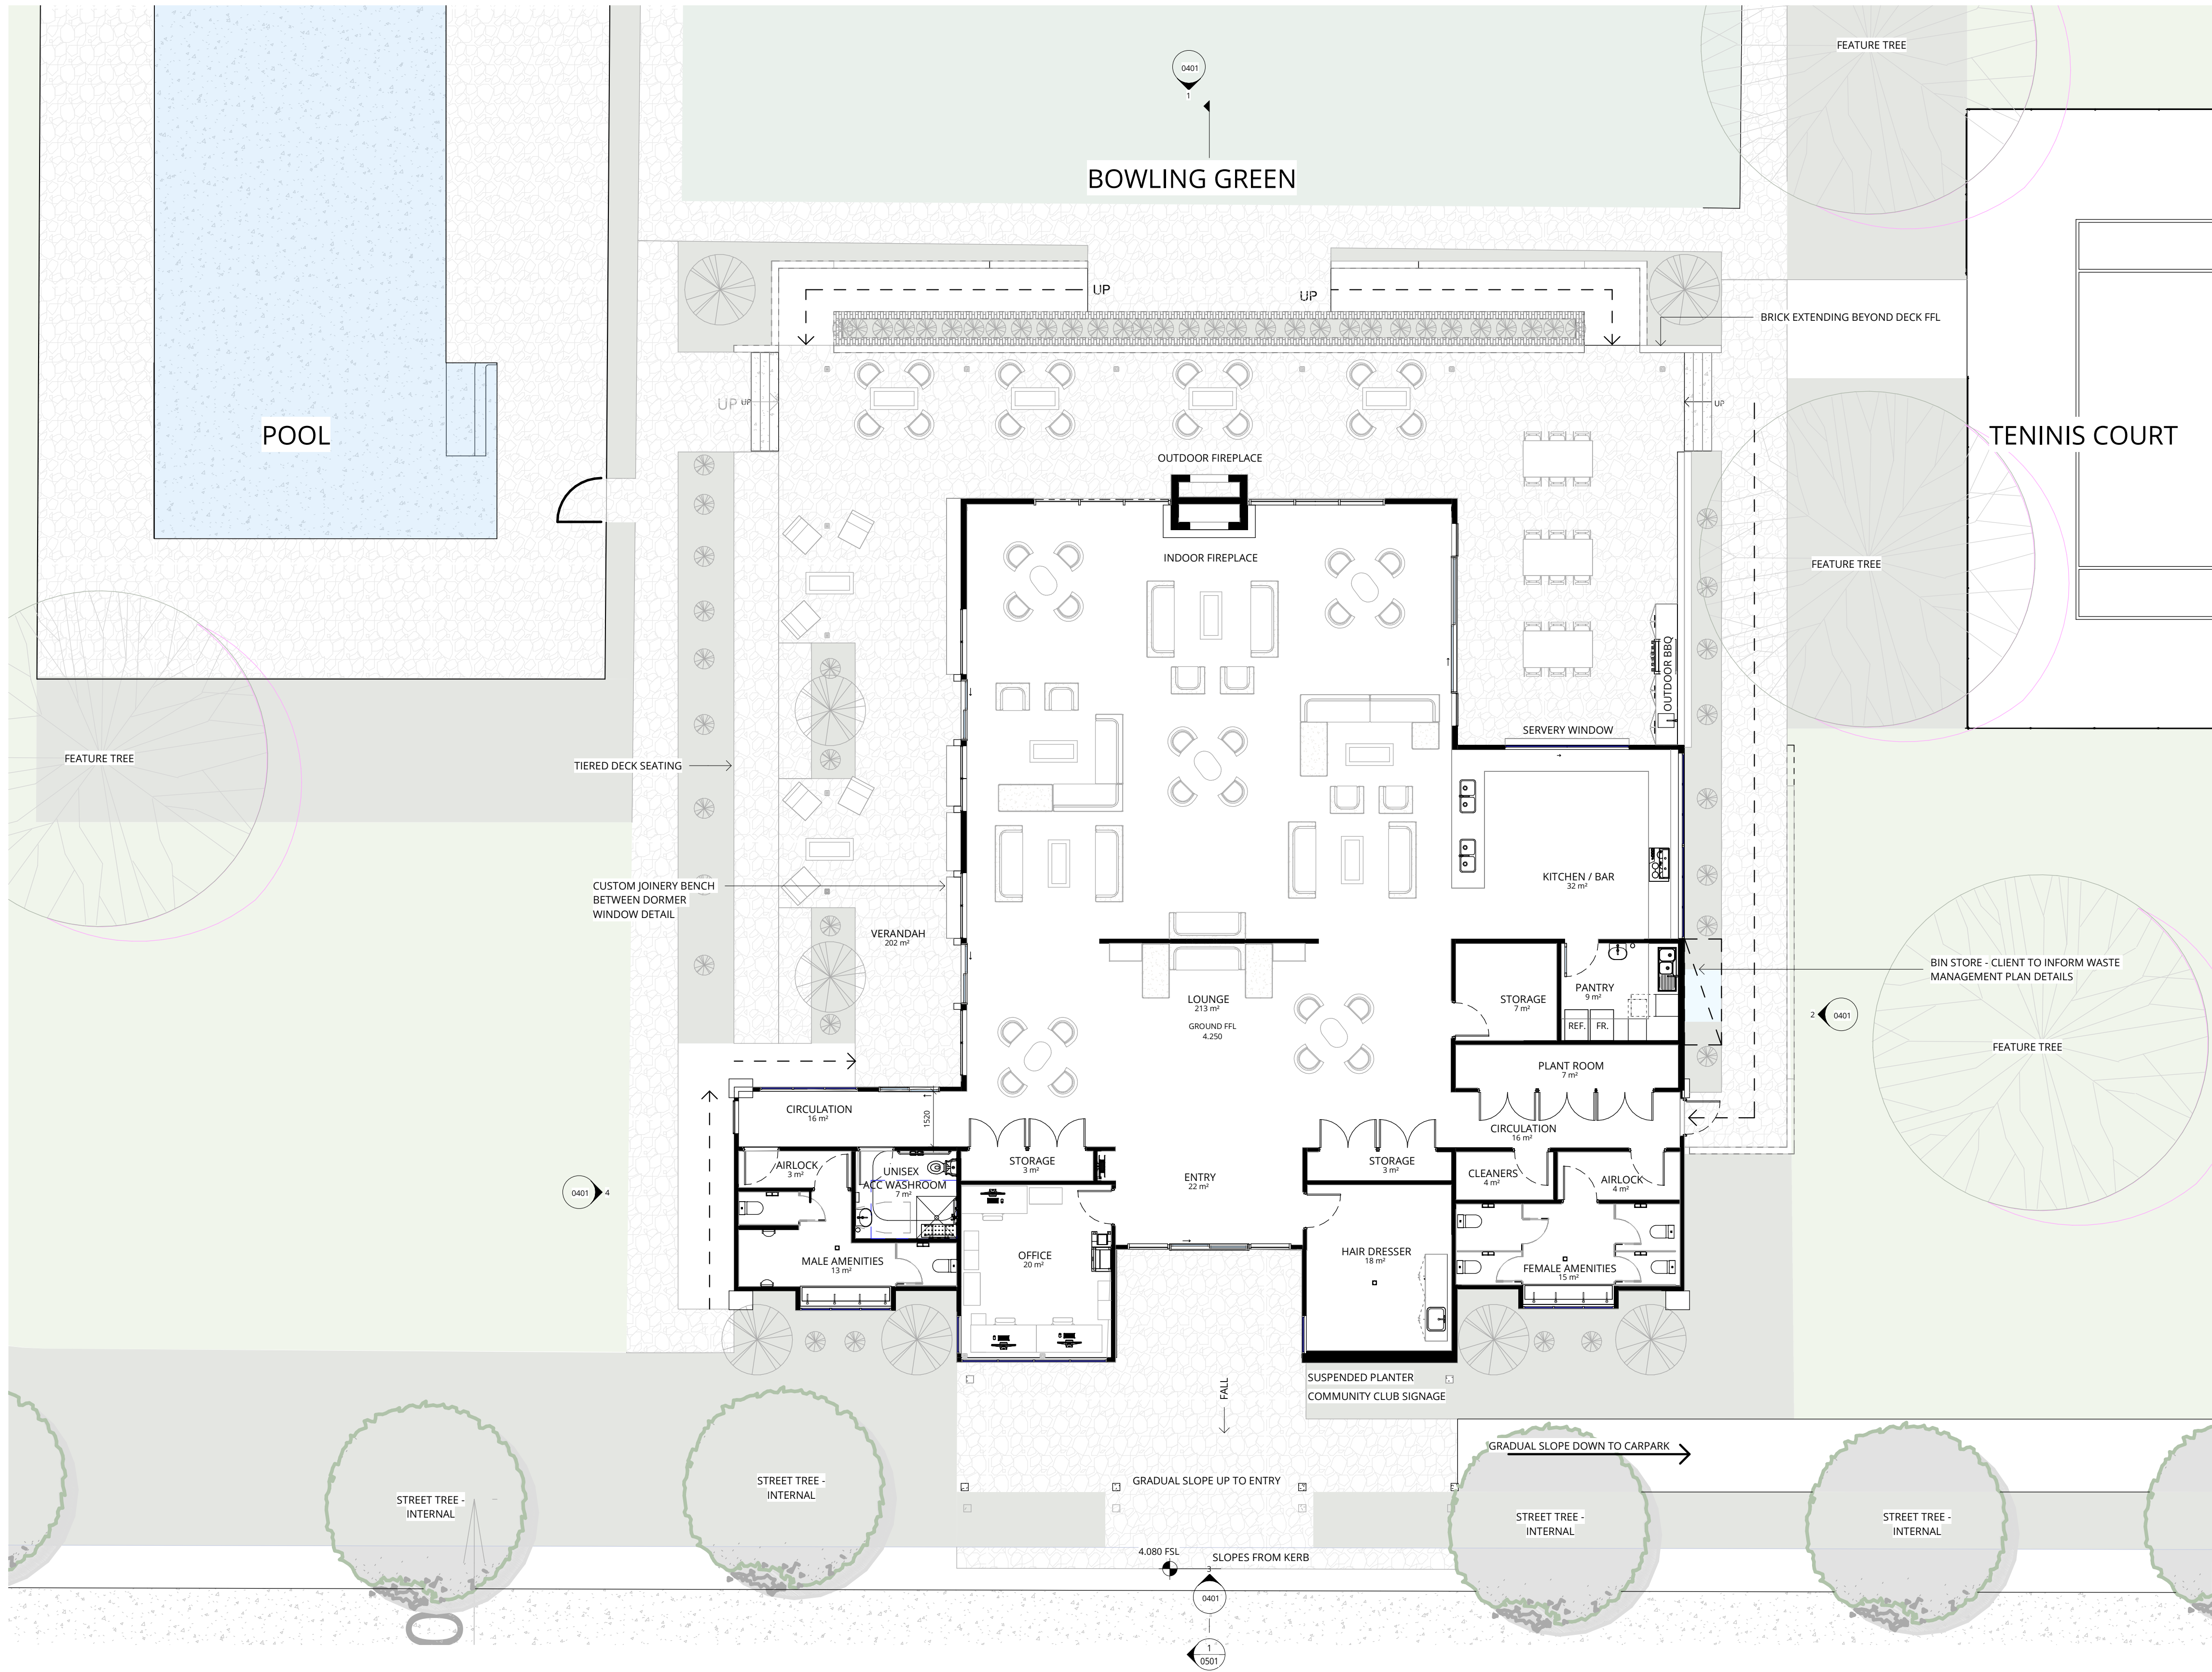 FEATURE TREE
0401
1
BOWLING GREEN
UP
UP
BRICK EXTENDING BEYOND DECK FFL
UP
UP
UP
POOL
TENINIS COURT
OUTDOOR FIREPLACE
INDOOR FIREPLACE
FEATURE TREE
OUTDOOR BBQ
SERVERY WINDOW
FEATURE TREE
TIERED DECK SEATING
CUSTOM JOINERY BENCH
BETWEEN DORMER
WINDOW DETAIL
KITCHEN / BAR
32 m²
VERANDAH
202 m²
BIN STORE - CLIENT TO INFORM WASTE
MANAGEMENT PLAN DETAILS
LOUNGE
213 m²
GROUND FFL
4.250
STORAGE
7 m²
PANTRY
9 m²
REF.
FR.
2
0401
FEATURE TREE
PLANT ROOM
7 m²
CIRCULATION
16 m²
1520
CIRCULATION
16 m²
AIRLOCK
3 m²
UNISEX
ACC WASHROOM
7 m²
STORAGE
3 m²
ENTRY
22 m²
STORAGE
3 m²
CLEANERS
4 m²
AIRLOCK
4 m²
0401
4
MALE AMENITIES
13 m²
OFFICE
20 m²
HAIR DRESSER
18 m²
FEMALE AMENITIES
15 m²
SUSPENDED PLANTER
COMMUNITY CLUB SIGNAGE
FALL
GRADUAL SLOPE DOWN TO CARPARK
GRADUAL SLOPE UP TO ENTRY
STREET TREE -
INTERNAL
STREET TREE -
INTERNAL
STREET TREE -
INTERNAL
STREET TREE -
INTERNAL
4.080 FSL
SLOPES FROM KERB
3
0401
1
0501